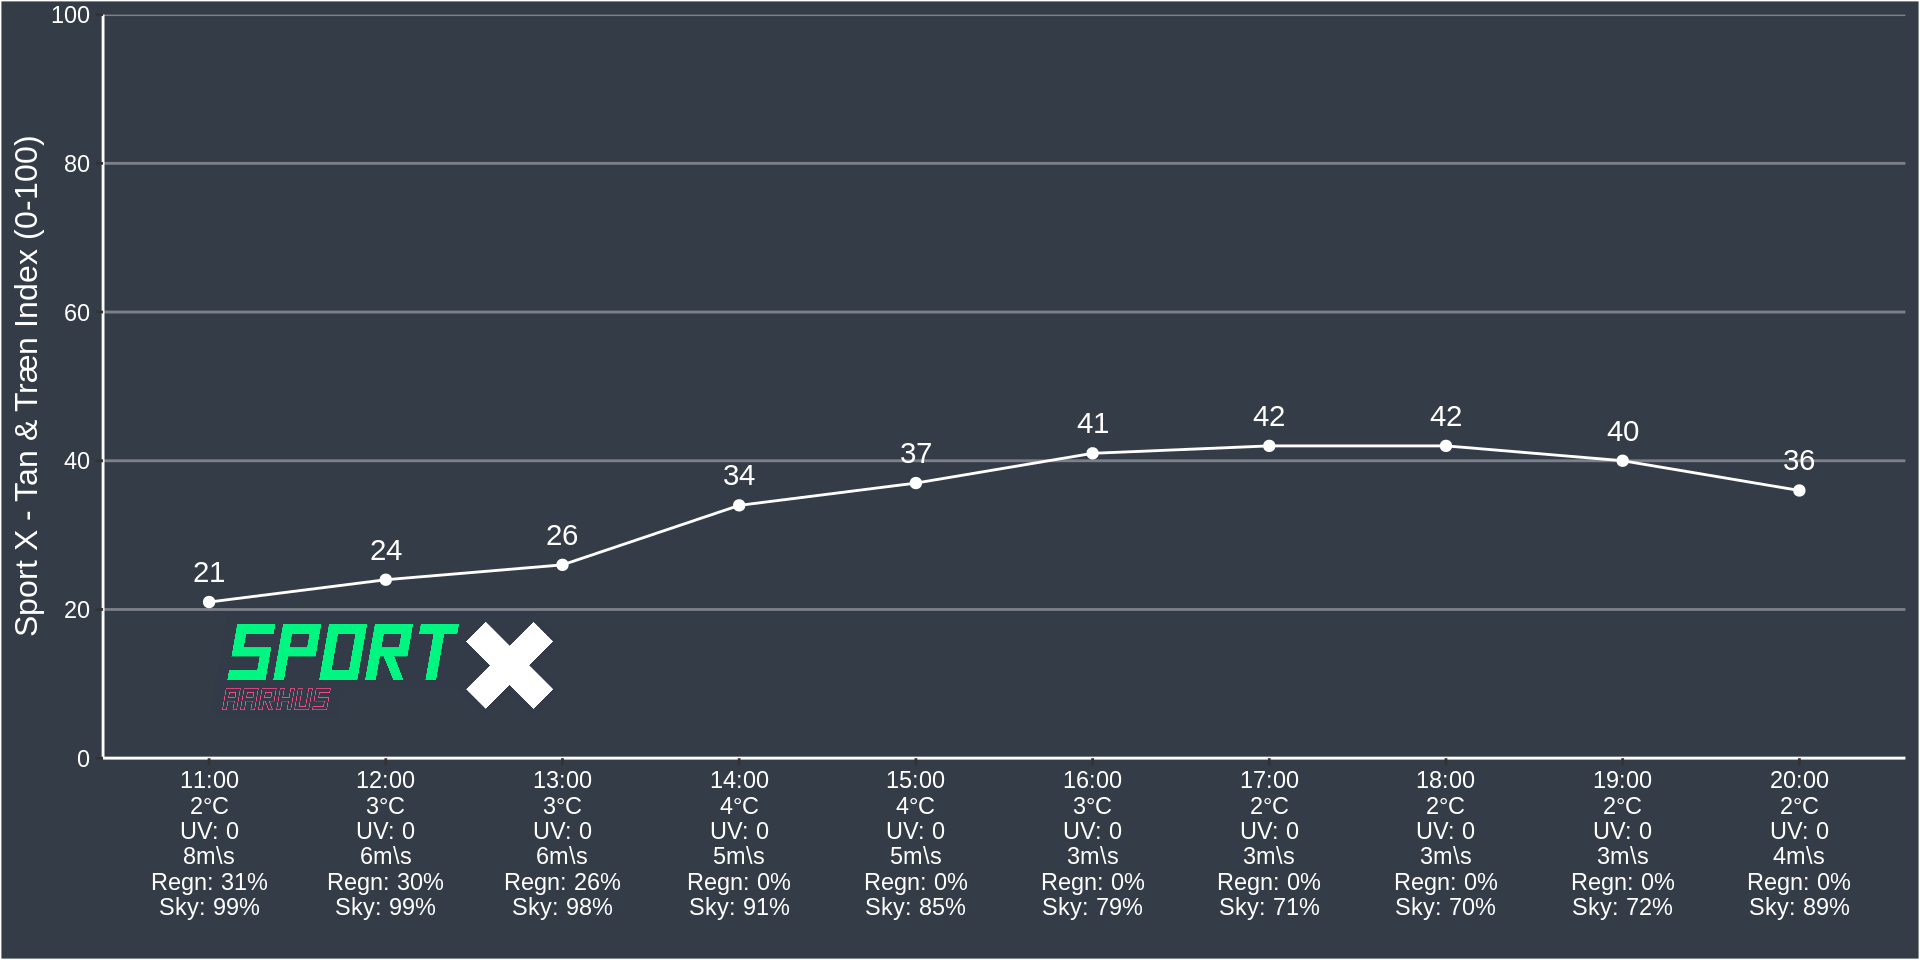 Sport X - Tan & Træn Index (0-100)
100
80
60
40
20
0
21
24
26
34
37
41
42
42
40
36
SPORT X
AARHUS
11:00 12:00 13:00 14:00 15:00 16:00 17:00 18:00 19:00 20:00
2°C 3°C 3°C 4°C 4°C 3°C 2°C 2°C 2°C 2°C
UV: 0 UV: 0 UV: 0 UV: 0 UV: 0 UV: 0 UV: 0 UV: 0 UV: 0 UV: 0
8m\s 6m\s 6m\s 5m\s 5m\s 3m\s 3m\s 3m\s 3m\s 4m\s
Regn: 31% Regn: 30% Regn: 26% Regn: 0% Regn: 0% Regn: 0% Regn: 0% Regn: 0% Regn: 0% Regn: 0%
Sky: 99% Sky: 99% Sky: 98% Sky: 91% Sky: 85% Sky: 79% Sky: 71% Sky: 70% Sky: 72% Sky: 89%